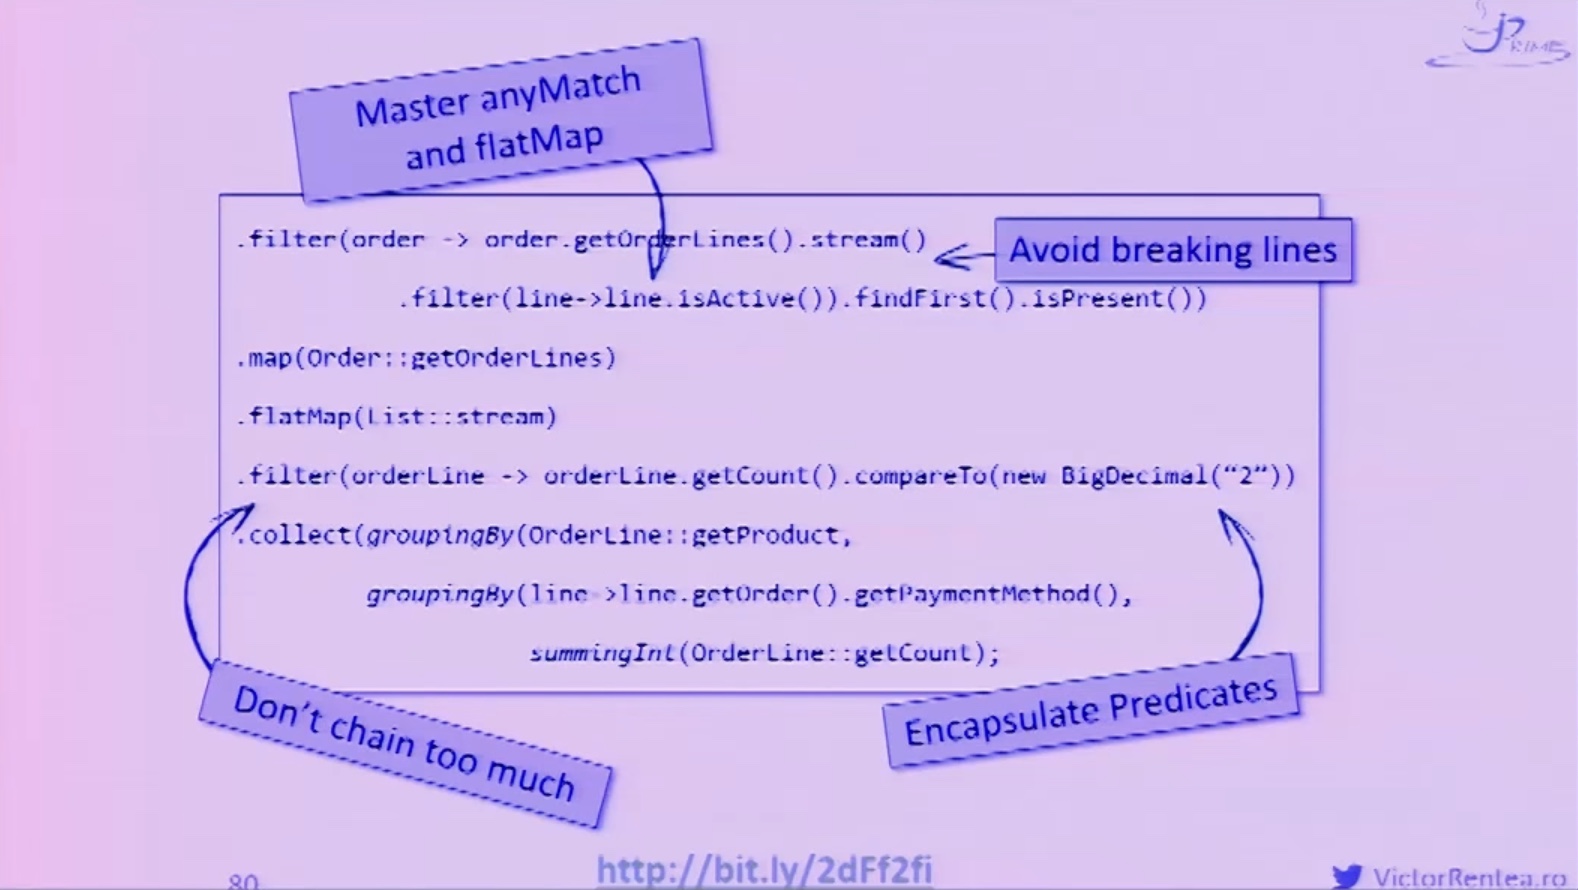 JPRIME
Master anyMatch
and flatMap
.filter(order -> order.getOrderLines().stream()
Avoid breaking lines
.filter(line->line.isActive()).findFirst().isPresent())
.map(Order::getOrderLines)
.flatMap(List::stream)
.filter(orderLine -> orderLine.getCount().compareTo(new BigDecimal(“2”))
.collect(groupingBy(OrderLine::getProduct,
groupingBy(line->line.getOrder().getPaymentMethod(),
summingInt(OrderLine::getCount);
Don’t chain too much
Encapsulate Predicates
80
http://bit.ly/2dFf2fi
VictorRentea.ro